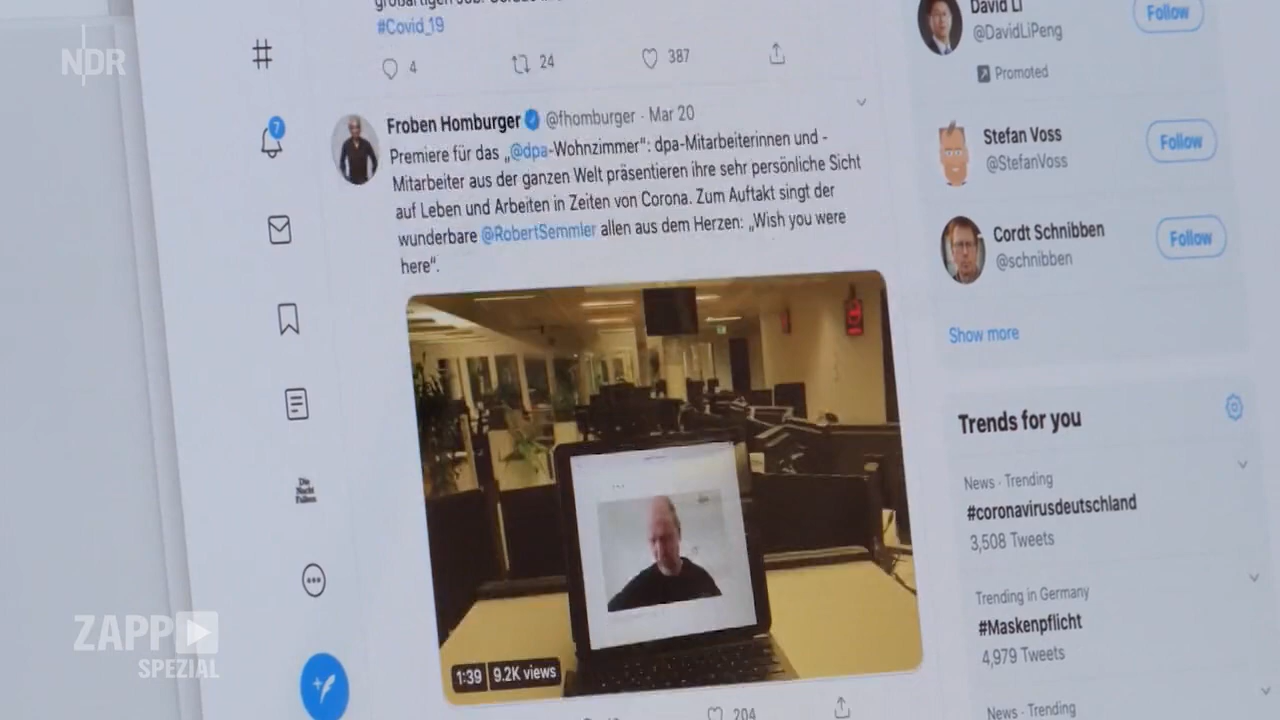 NDR
#Covid_19
4
24
387
7
Froben Homburger @fhomburger · Mar 20
Premiere für das „@dpa-Wohnzimmer“: dpa-Mitarbeiterinnen und -
Mitarbeiter aus der ganzen Welt präsentieren ihre sehr persönliche Sicht
auf Leben und Arbeiten in Zeiten von Corona. Zum Auftakt singt der
wunderbare @RobertSemmler allen aus dem Herzen: „Wish you were
here“.
1:39
9.2K views
204
David Li
@DavidLiPeng
Follow
Promoted
Stefan Voss
@StefanVoss
Follow
Cordt Schnibben
@schnibben
Follow
Show more
Trends for you
News · Trending
#coronavirusdeutschland
3,508 Tweets
Trending in Germany
#Maskenpflicht
4,979 Tweets
News · Trending
ZAPP
SPEZIAL